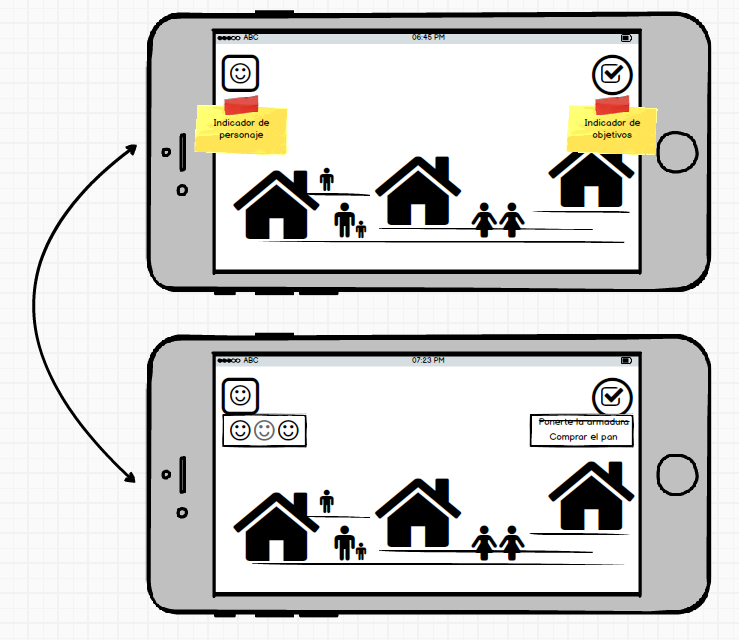 ABC 06:45 PM
Indicador de
personaje
Indicador de
objetivos
ABC 07:23 PM
Ponerte la armadura
Comprar el pan